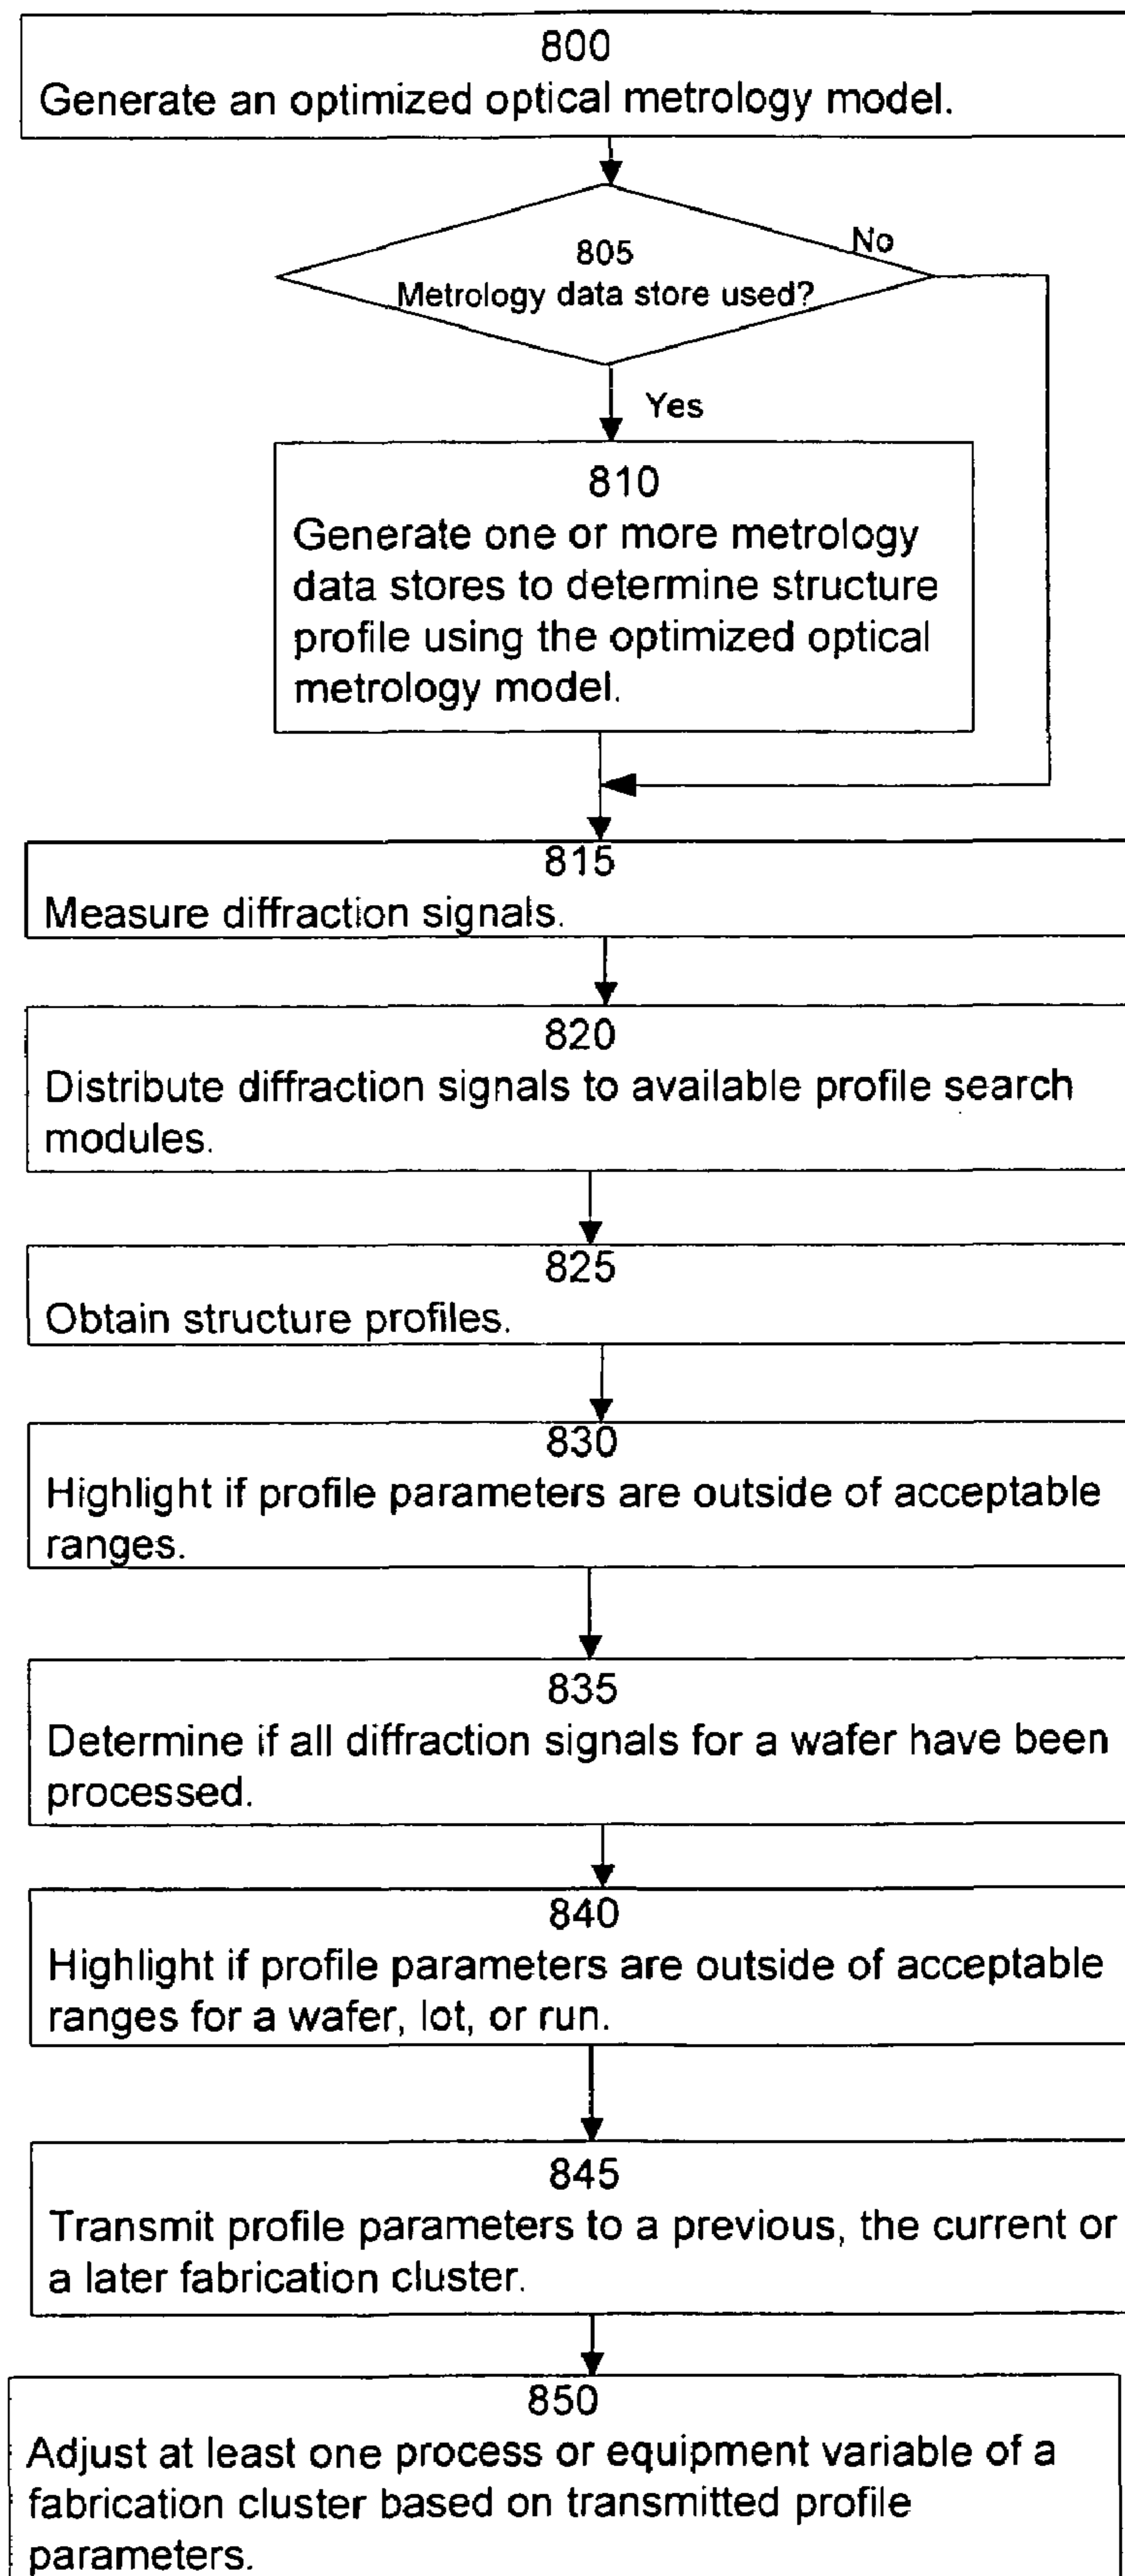 800
Generate an optimized optical metrology model.
No
805
Metrology data store used?
Yes
810
Generate one or more metrology
data stores to determine structure
profile using the optimized optical
metrology model.
815
Measure diffraction signals.
820
Distribute diffraction signals to available profile search
modules.
825
Obtain structure profiles.
830
Highlight if profile parameters are outside of acceptable
ranges.
835
Determine if all diffraction signals for a wafer have been
processed.
840
Highlight if profile parameters are outside of acceptable
ranges for a wafer, lot, or run.
845
Transmit profile parameters to a previous, the current or
a later fabrication cluster.
850
Adjust at least one process or equipment variable of a
fabrication cluster based on transmitted profile
parameters.